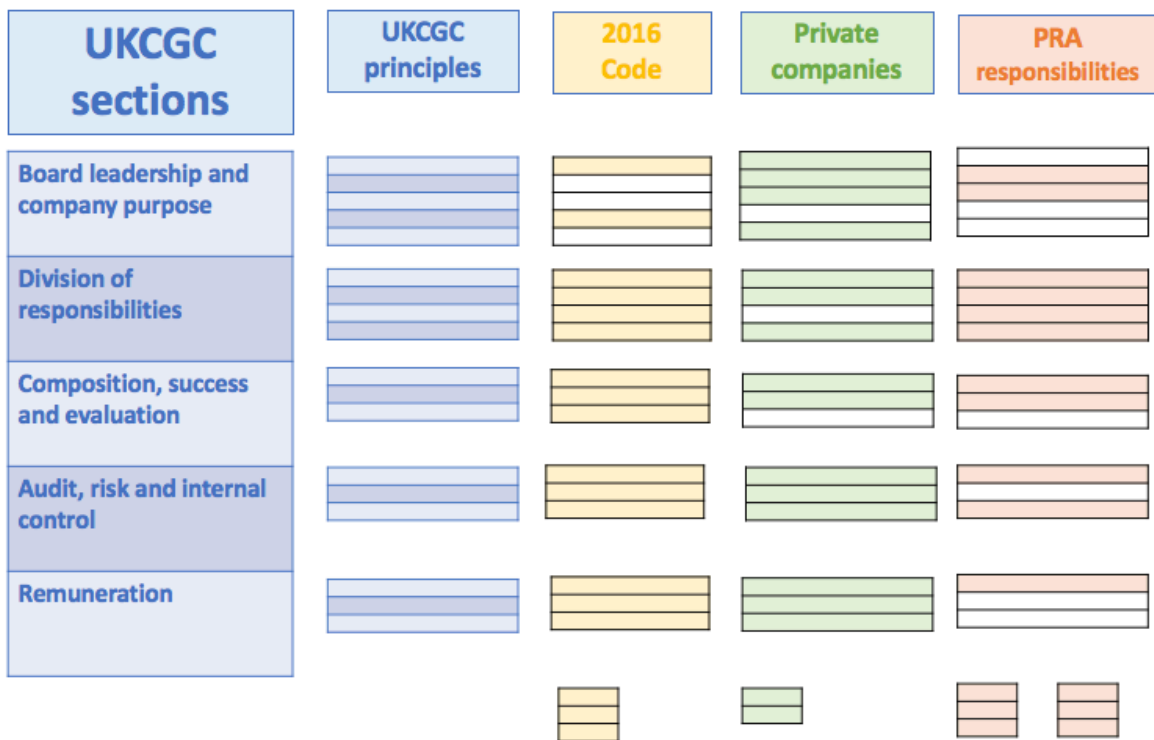 UKCGC
sections
UKCGC
principles
2016
Code
Private
companies
PRA
responsibilities
Board leadership and
company purpose
Division of
responsibilities
Composition, success
and evaluation
Audit, risk and internal
control
Remuneration